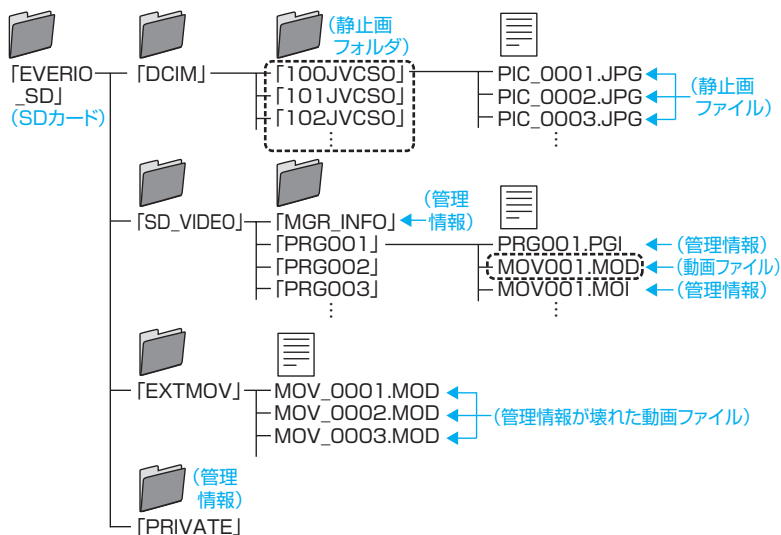 「EVERIO
_SD」
(SDカード)
「DCIM」
(静止画
フォルダ)
「100JVCSO」
「101JVCSO」
「102JVCSO」
PIC_0001.JPG
PIC_0002.JPG
PIC_0003.JPG
(静止画
ファイル)
「SD_VIDEO」
「MGR_INFO」
(管理
情報)
「PRG001」
「PRG002」
「PRG003」
PRG001.PGI
(管理情報)
MOV001.MOD
(動画ファイル)
MOV001.MOI
(管理情報)
「EXTMOV」
MOV_0001.MOD
MOV_0002.MOD
MOV_0003.MOD
(管理情報が壊れた動画ファイル)
(管理
情報)
「PRIVATE」